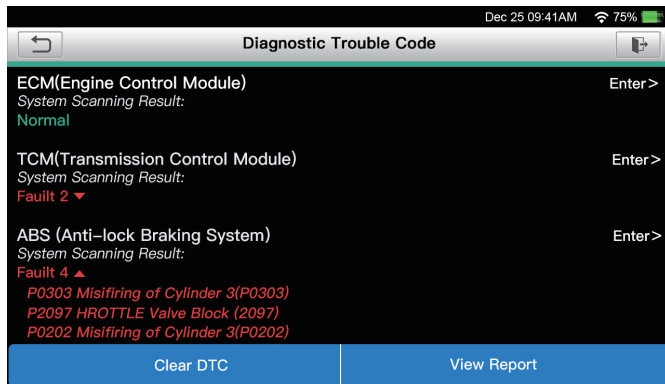 Dec 25 09:41AM 75%
Diagnostic Trouble Code
ECM(Engine Control Module) Enter>
System Scanning Result:
Normal
TCM(Transmission Control Module) Enter>
System Scanning Result:
Fauilt 2 ▼
ABS (Anti-lock Braking System) Enter>
System Scanning Result:
Fauilt 4 ▲
P0303 Misifiring of Cylinder 3(P0303)
P2097 HROTTLE Valve Block (2097)
P0202 Misifiring of Cylinder 3(P0202)
Clear DTC View Report